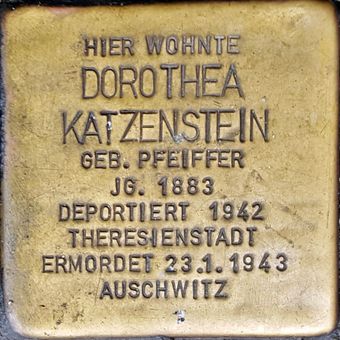 HIER WOHNTE
DOROTHEA
KATZENSTEIN
GEB. PFEIFFER
JG. 1883
DEPORTIERT 1942
THERESIENSTADT
ERMORDET 23.1.1943
AUSCHWITZ